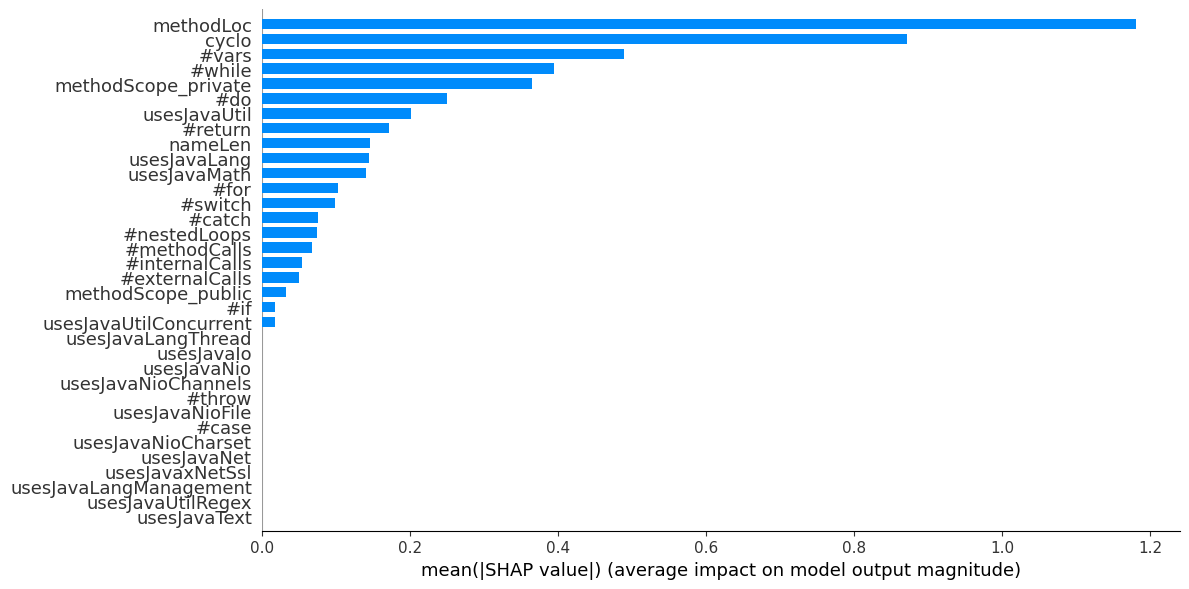 methodLoc
cyclo
#vars
#while
methodScope_private
#do
usesJavaUtil
#return
nameLen
usesJavaLang
usesJavaMath
#for
#switch
#catch
#nestedLoops
#methodCalls
#internalCalls
#externalCalls
methodScope_public
#if
usesJavaUtilConcurrent
usesJavaLangThread
usesJavaIo
usesJavaNio
usesJavaNioChannels
#throw
usesJavaNioFile
#case
usesJavaNioCharset
usesJavaNet
usesJavaxNetSsl
usesJavaLangManagement
usesJavaUtilRegex
usesJavaText
0.0 0.2 0.4 0.6 0.8 1.0 1.2
mean(|SHAP value|) (average impact on model output magnitude)